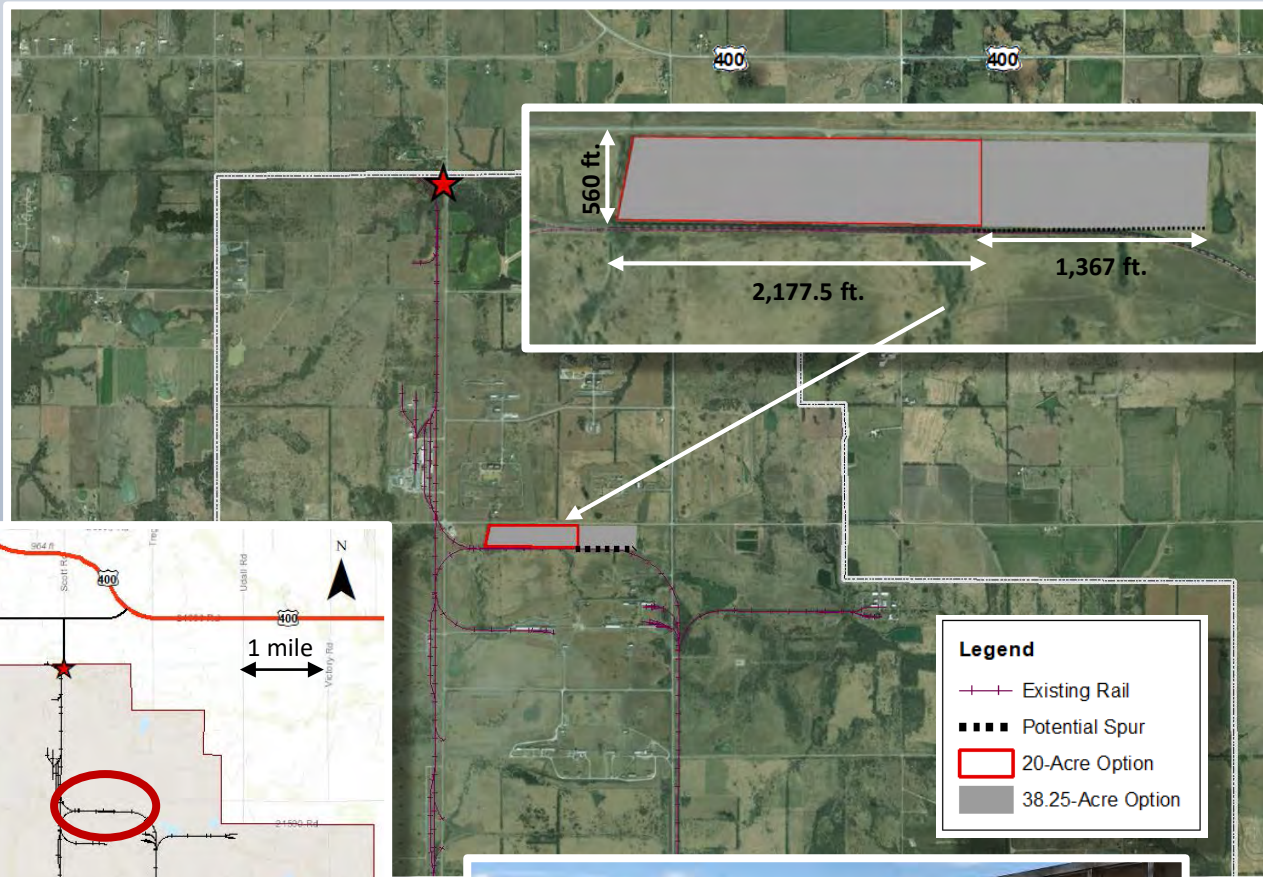 400
400
560 ft.
1,367 ft.
2,177.5 ft.
964 ft
Scott Rd
Udall Rd
N
400
400
1 mile
Victory Rd
21590 Rd
Legend
Existing Rail
Potential Spur
20-Acre Option
38.25-Acre Option